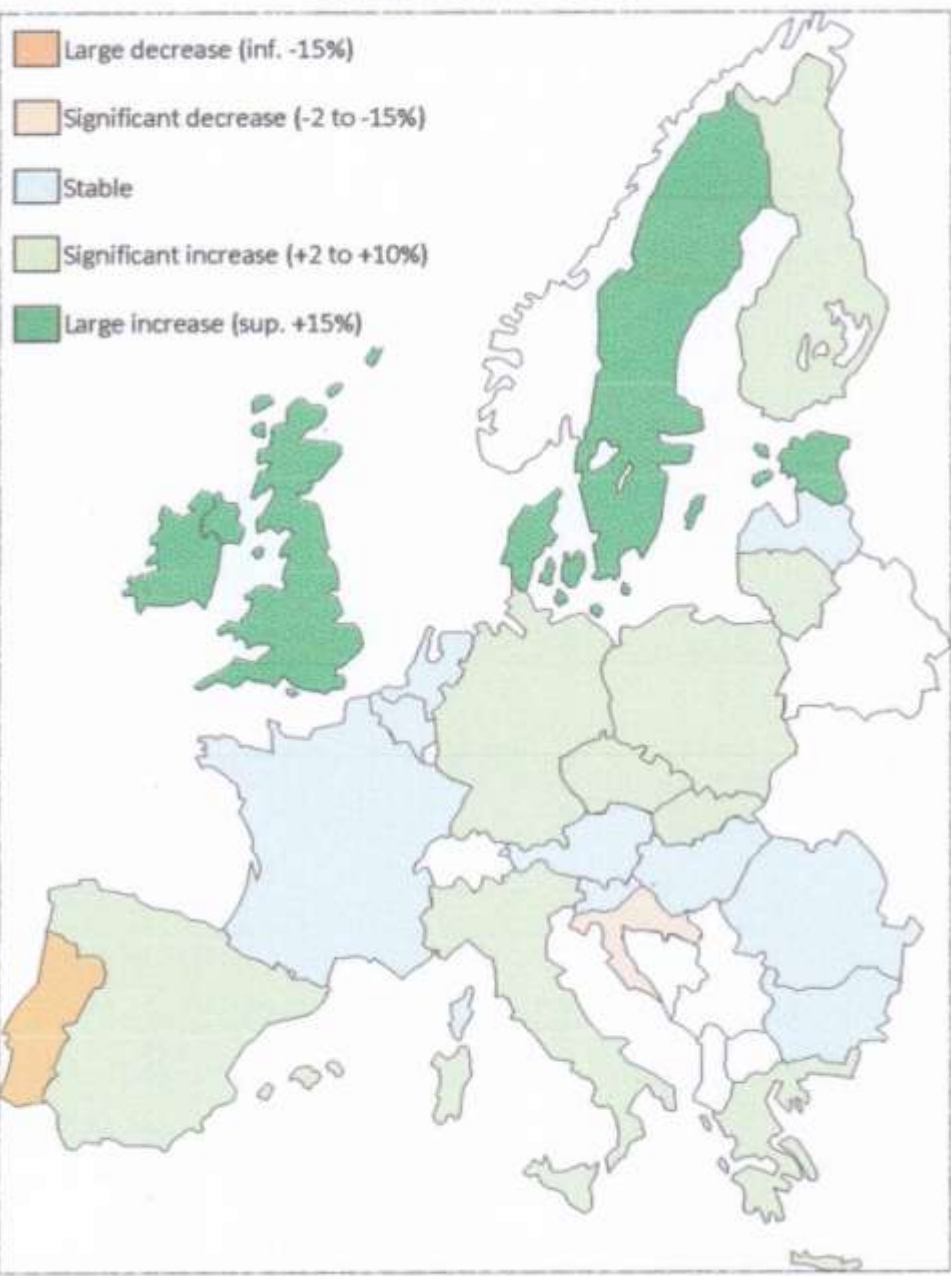 Large decrease (inf. -15%)
Significant decrease (-2 to -15%)
Stable
Significant increase (+2 to +10%)
Large increase (sup. +15%)